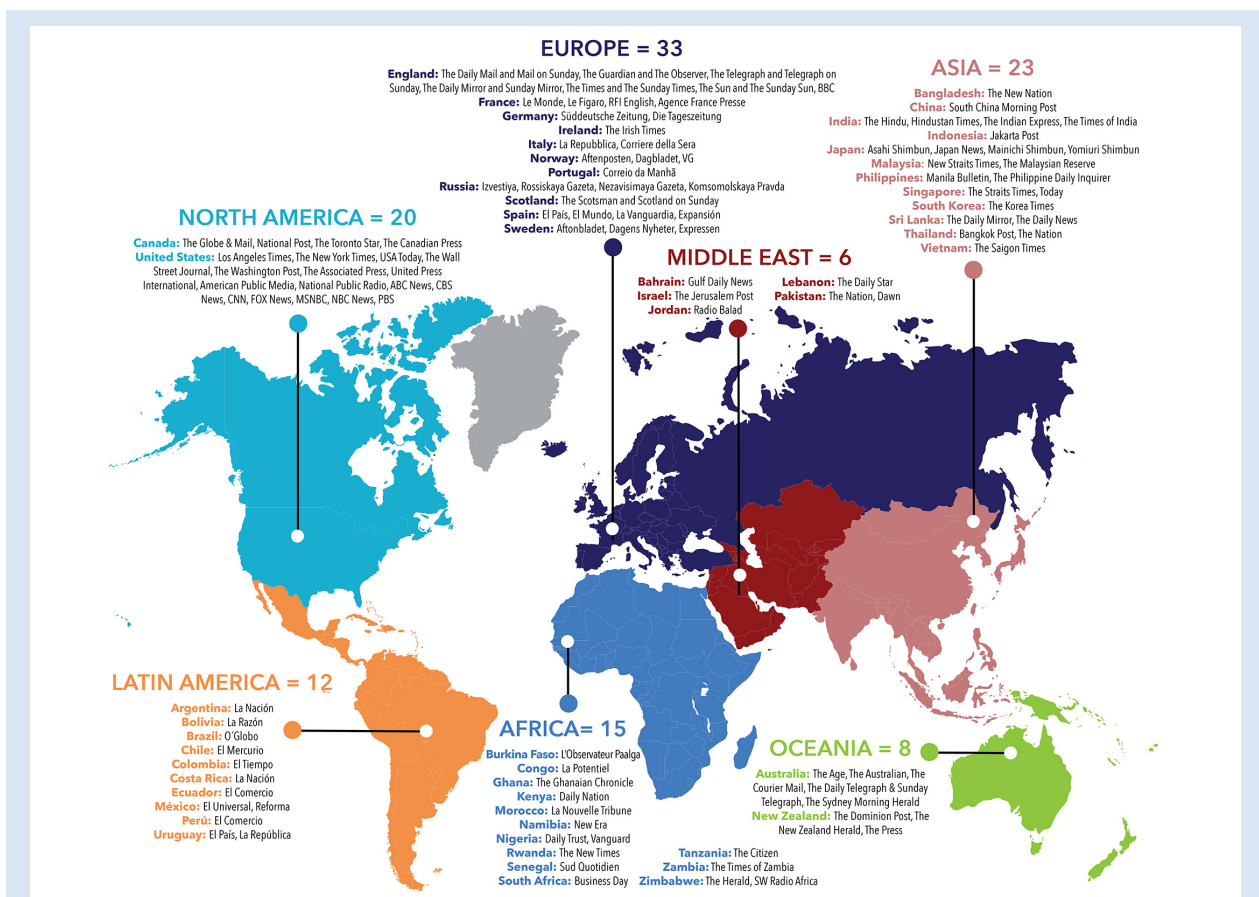 EUROPE = 33
England: The Daily Mail and Mail on Sunday, The Guardian and The Observer, The Telegraph and Telegraph on
Sunday, The Daily Mirror and Sunday Mirror, The Times and The Sunday Times, The Sun and The Sunday Sun, BBC
France: Le Monde, Le Figaro, RFI English, Agence France Presse
Germany: Süddeutsche Zeitung, Die Tageszeitung
Ireland: The Irish Times
Italy: La Repubblica, Corriere della Sera
Norway: Aftenposten, Dagbladet, VG
Portugal: Correio da Manhã
Russia: Izvestiya, Rossiskaya Gazeta, Nezavisimaya Gazeta, Komsomolskaya Pravda
Scotland: The Scotsman and Scotland on Sunday
Spain: El País, El Mundo, La Vanguardia, Expansión
Sweden: Aftonbladet, Dagens Nyheter, Expressen
ASIA = 23
Bangladesh: The New Nation
China: South China Morning Post
India: The Hindu, Hindustan Times, The Indian Express, The Times of India
Indonesia: Jakarta Post
Japan: Asahi Shimbun, Japan News, Mainichi Shimbun, Yomiuri Shimbun
Malaysia: New Straits Times, The Malaysian Reserve
Philippines: Manila Bulletin, The Philippine Daily Inquirer
Singapore: The Straits Times, Today
South Korea: The Korea Times
Sri Lanka: The Daily Mirror, The Daily News
Thailand: Bangkok Post, The Nation
Vietnam: The Saigon Times
NORTH AMERICA = 20
Canada: The Globe & Mail, National Post, The Toronto Star, The Canadian Press
United States: Los Angeles Times, The New York Times, USA Today, The Wall
Street Journal, The Washington Post, The Associated Press, United Press
International, American Public Media, National Public Radio, ABC News, CBS
News, CNN, FOX News, MSNBC, NBC News, PBS
MIDDLE EAST = 6
Bahrain: Gulf Daily News
Israel: The Jerusalem Post
Jordan: Radio Balad
Lebanon: The Daily Star
Pakistan: The Nation, Dawn
LATIN AMERICA = 12
Argentina: La Nación
Bolivia: La Razón
Brazil: O'Globo
Chile: El Mercurio
Colombia: El Tiempo
Costa Rica: La Nación
Ecuador: El Comercio
México: El Universal, Reforma
Perú: El Comercio
Uruguay: El País, La República
AFRICA= 15
Burkina Faso: L'Observateur Paalga
Congo: La Potentiel
Ghana: The Ghanaian Chronicle
Kenya: Daily Nation
Morocco: La Nouvelle Tribune
Namibia: New Era
Nigeria: Daily Trust, Vanguard
Rwanda: The New Times
Senegal: Sud Quotidien
South Africa: Business Day
Tanzania: The Citizen
Zambia: The Times of Zambia
Zimbabwe: The Herald, SW Radio Africa
OCEANIA = 8
Australia: The Age, The Australian, The
Courier Mail, The Daily Telegraph & Sunday
Telegraph, The Sydney Morning Herald
New Zealand: The Dominion Post, The
New Zealand Herald, The Press